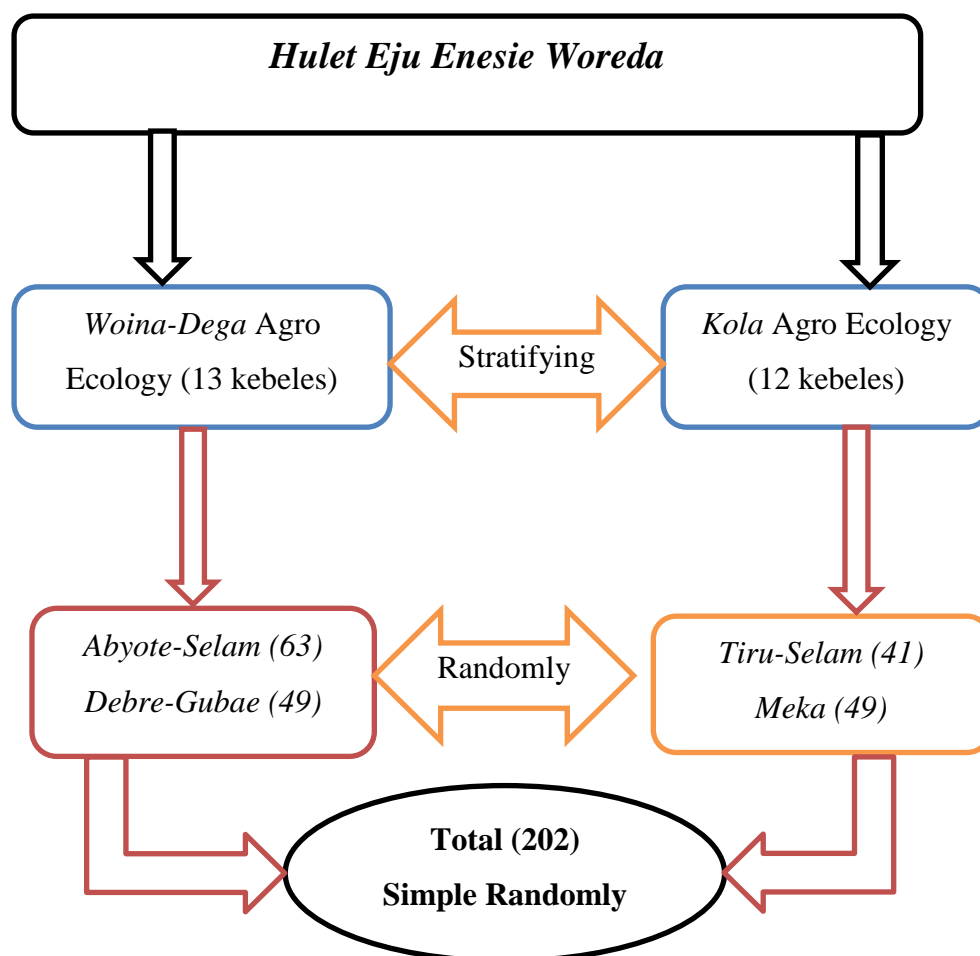 Hulet Eju Enesie Woreda
Woina-Dega Agro
Ecology (13 kebeles)
Stratifying
Kola Agro Ecology
(12 kebeles)
Abyote-Selam (63)
Debre-Gubae (49)
Randomly
Tiru-Selam (41)
Meka (49)
Total (202)
Simple Randomly